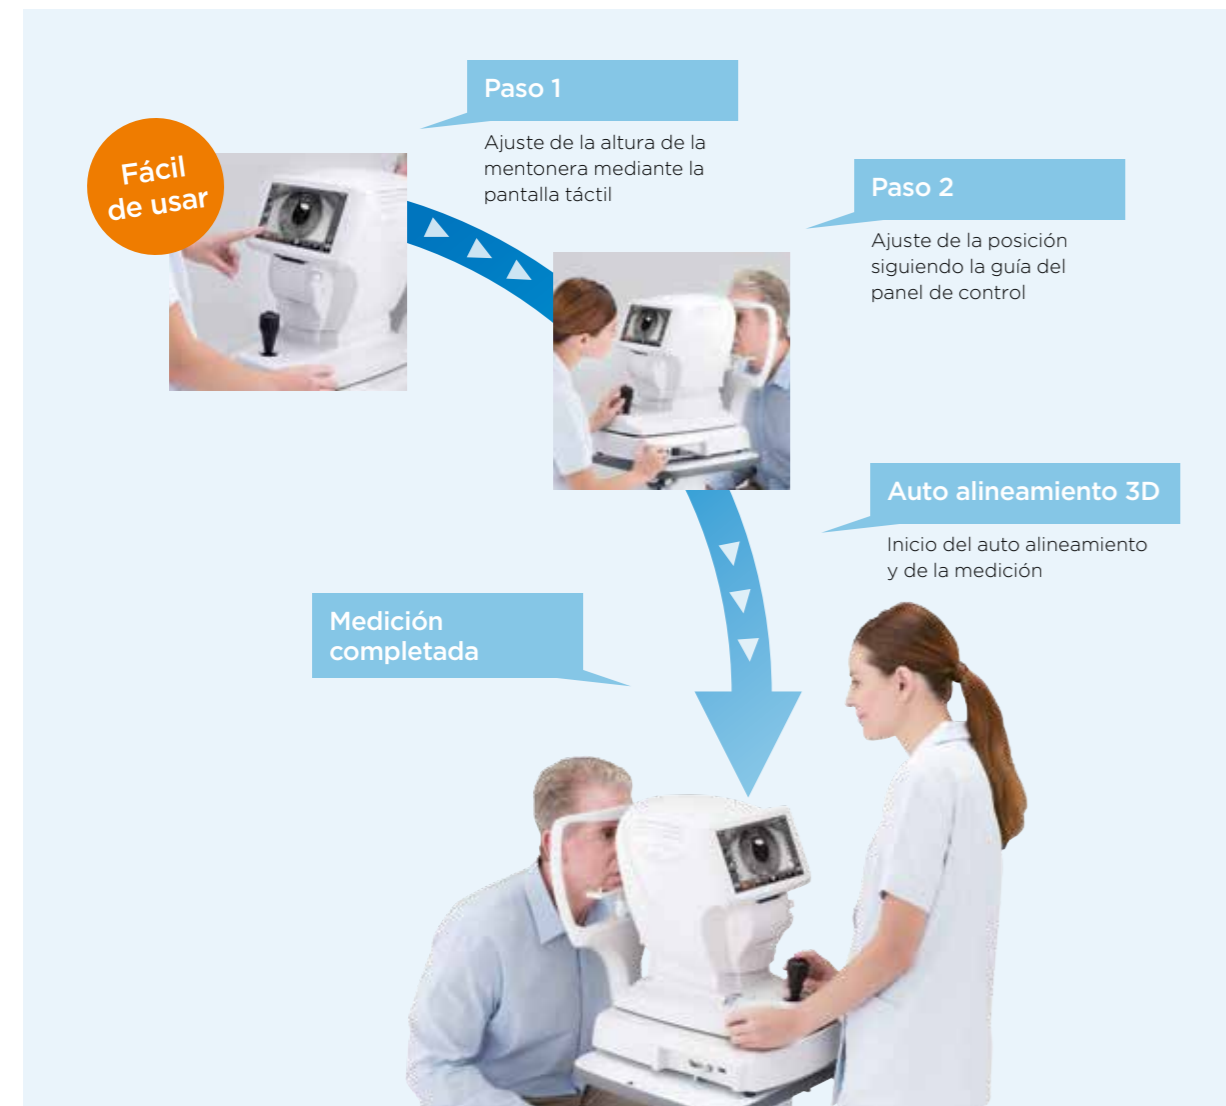 Fácil
de usar
Paso 1
Ajuste de la altura de la
mentonera mediante la
pantalla táctil
Paso 2
Ajuste de la posición
siguiendo la guía del
panel de control
Auto alineamiento 3D
Inicio del auto alineamiento
y de la medición
Medición
completada